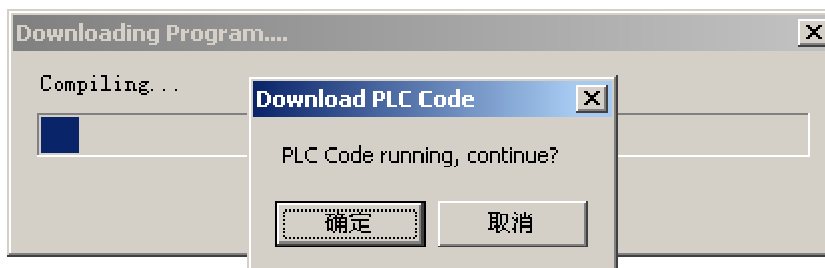 Downloading Program....
Compiling...
Download PLC Code
PLC Code running, continue?
确定 取消